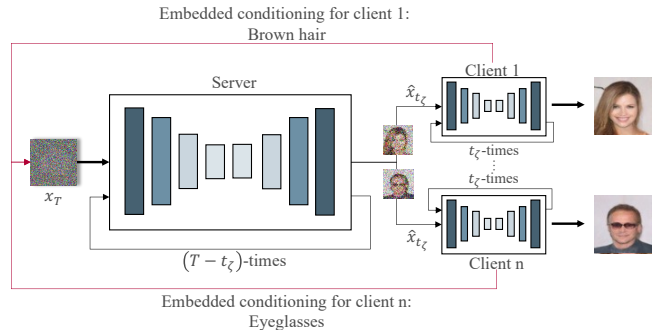 Embedded conditioning for client 1:
Brown hair
Server
Client 1
x̂_{t_ζ}
x_T
t_ζ-times
t_ζ-times
x̂_{t_ζ}
(T − t_ζ)-times
Client n
Embedded conditioning for client n:
Eyeglasses